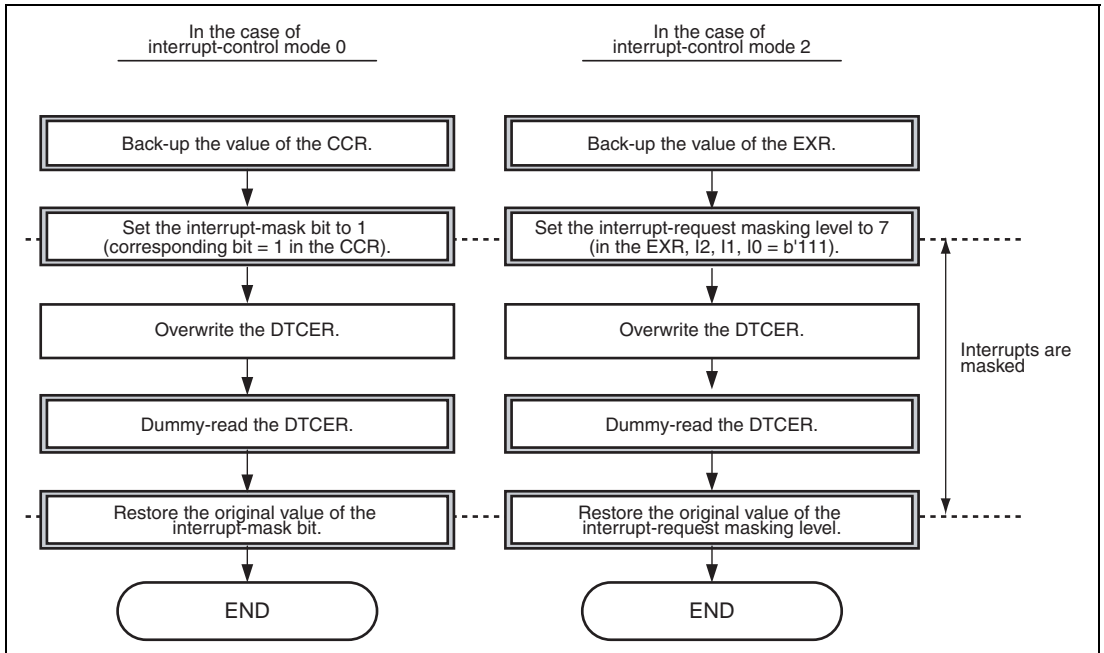 In the case of
interrupt-control mode 0
In the case of
interrupt-control mode 2
Back-up the value of the CCR.
Back-up the value of the EXR.
Set the interrupt-mask bit to 1
(corresponding bit = 1 in the CCR).
Set the interrupt-request masking level to 7
(in the EXR, I2, I1, I0 = b'111).
Overwrite the DTCER.
Overwrite the DTCER.
Interrupts are
masked
Dummy-read the DTCER.
Dummy-read the DTCER.
Restore the original value of the
interrupt-mask bit.
Restore the original value of the
interrupt-request masking level.
END
END